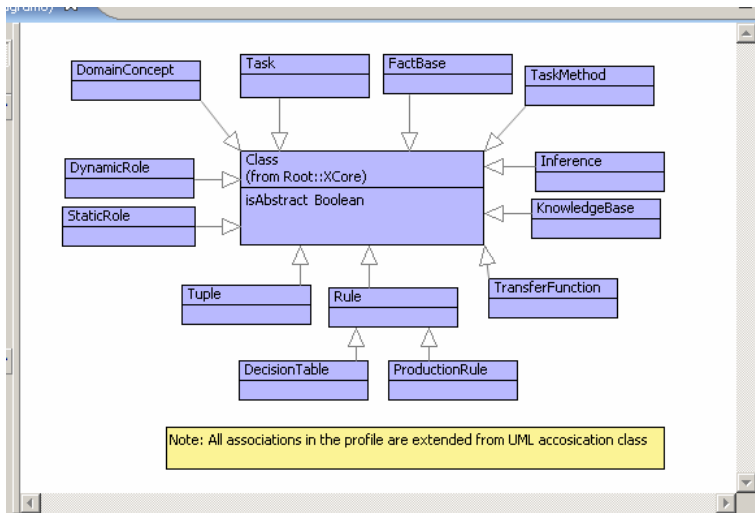 Task
FactBase
DomainConcept
TaskMethod
Class
(from Root::XCore)
isAbstract Boolean
Inference
DynamicRole
KnowledgeBase
StaticRole
TransferFunction
Tuple
Rule
DecisionTable
ProductionRule
Note: All associations in the profile are extended from UML accosication class